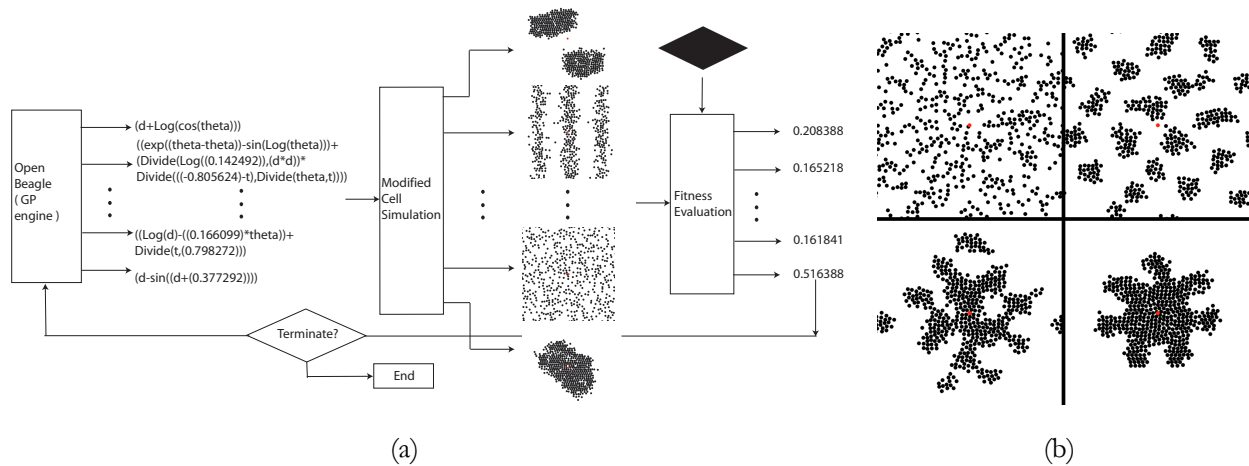 Open
Beagle
( GP
engine )
(d+Log(cos(theta)))
((exp((theta-theta))-sin(Log(theta)))+
(Divide(Log((0.142492)),(d*d))*
Divide(((-0.805624)-t),Divide(theta,t))))
((Log(d)-((0.166099)*theta))+
Divide(t,(0.798272)))
(d-sin((d+(0.377292))))
Modified
Cell
Simulation
Fitness
Evaluation
0.208388
0.165218
0.161841
0.516388
Terminate?
End
(a)
(b)